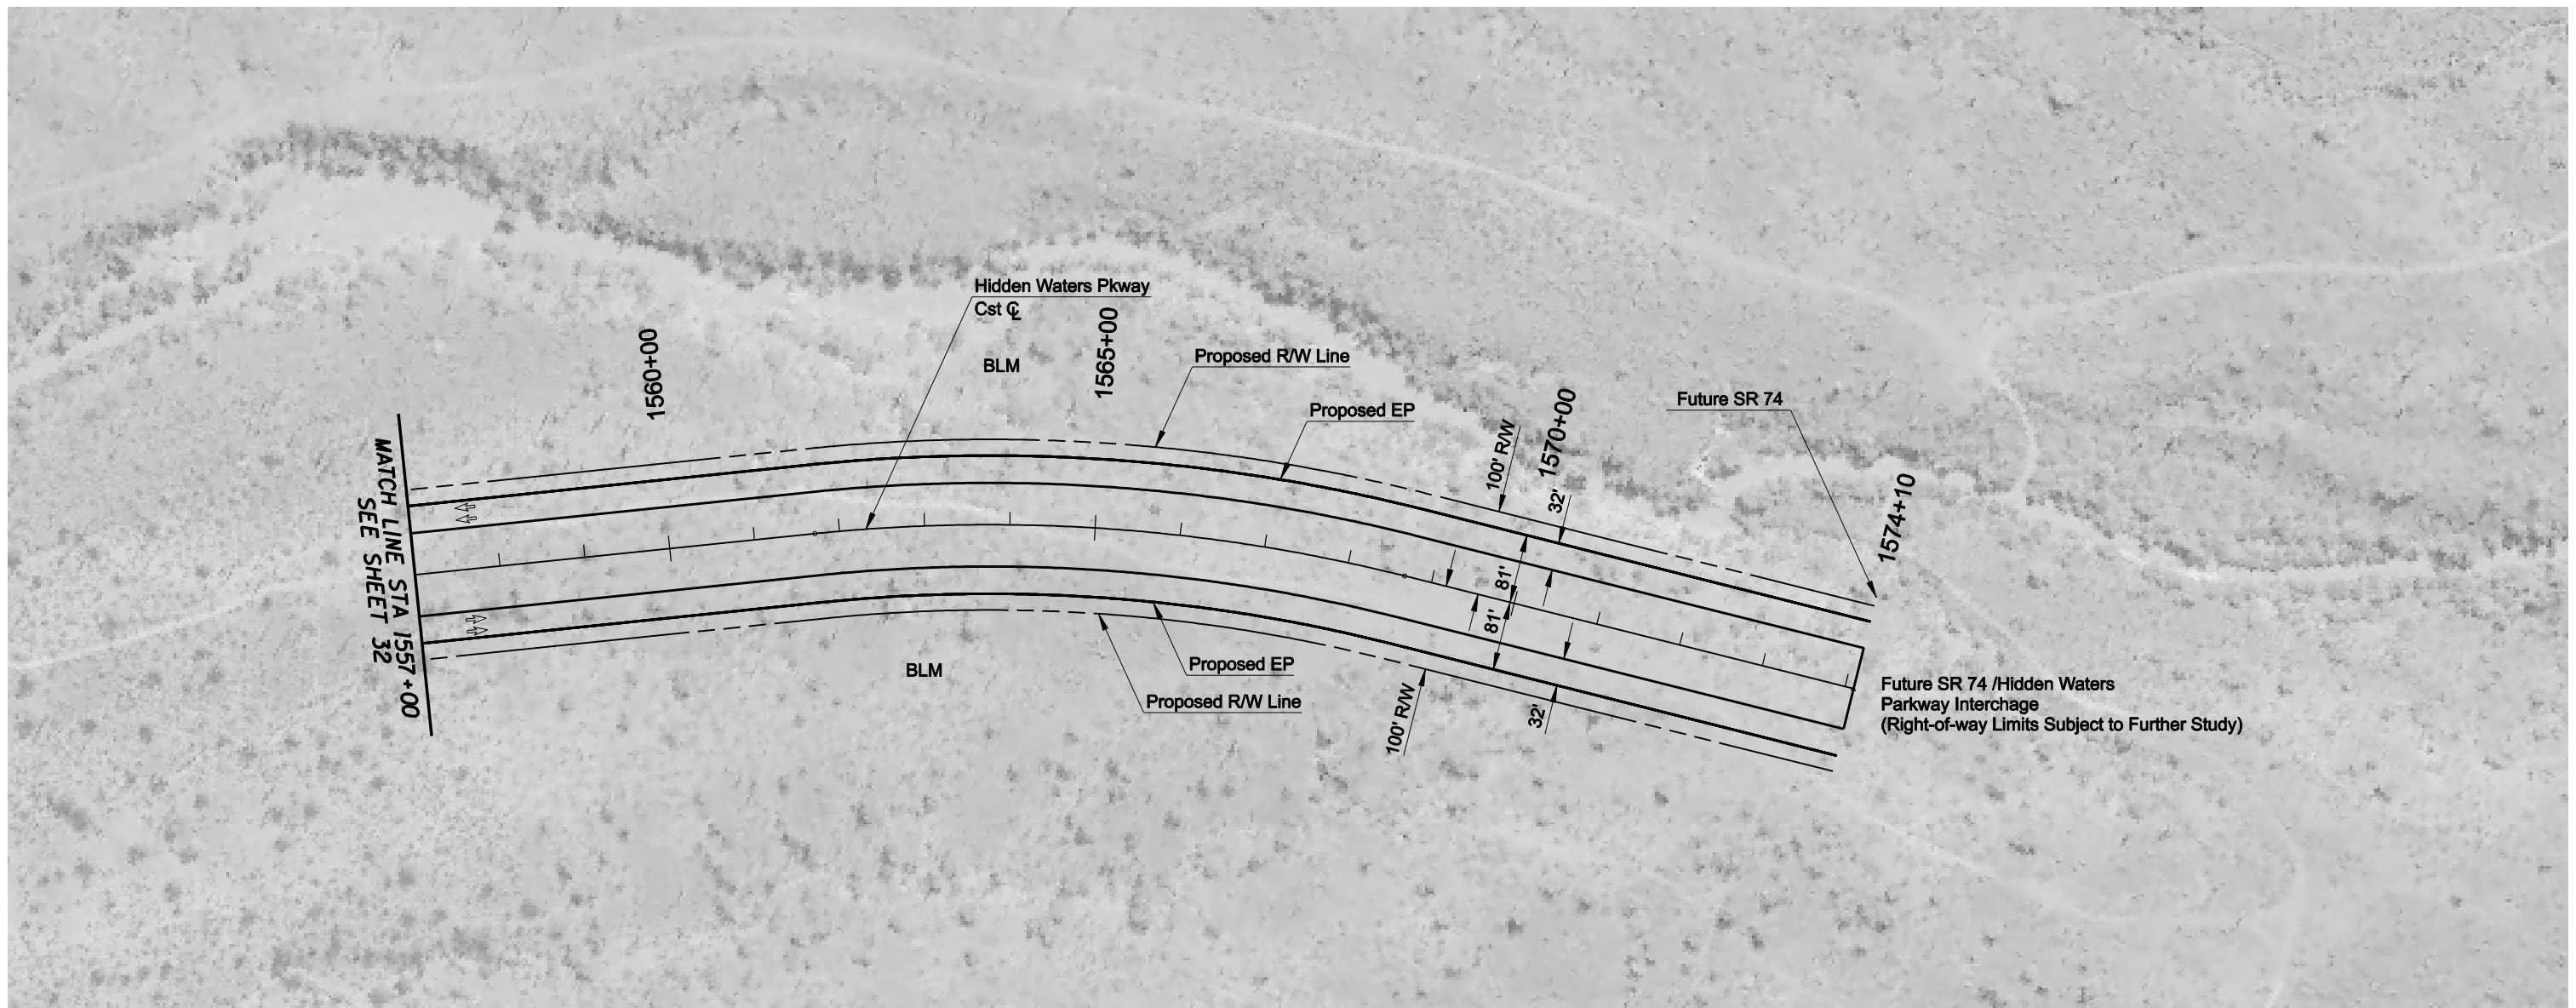 Hidden Waters Pkway
Cst ℄
BLM
1560+00
1565+00
Proposed R/W Line
Proposed EP
100' R/W
1570+00
32'
Future SR 74
1574+10
MATCH LINE STA 1557+00
SEE SHEET 32
81'
81'
BLM
Proposed EP
Proposed R/W Line
100' R/W
32'
Future SR 74 /Hidden Waters
Parkway Interchage
(Right-of-way Limits Subject to Further Study)